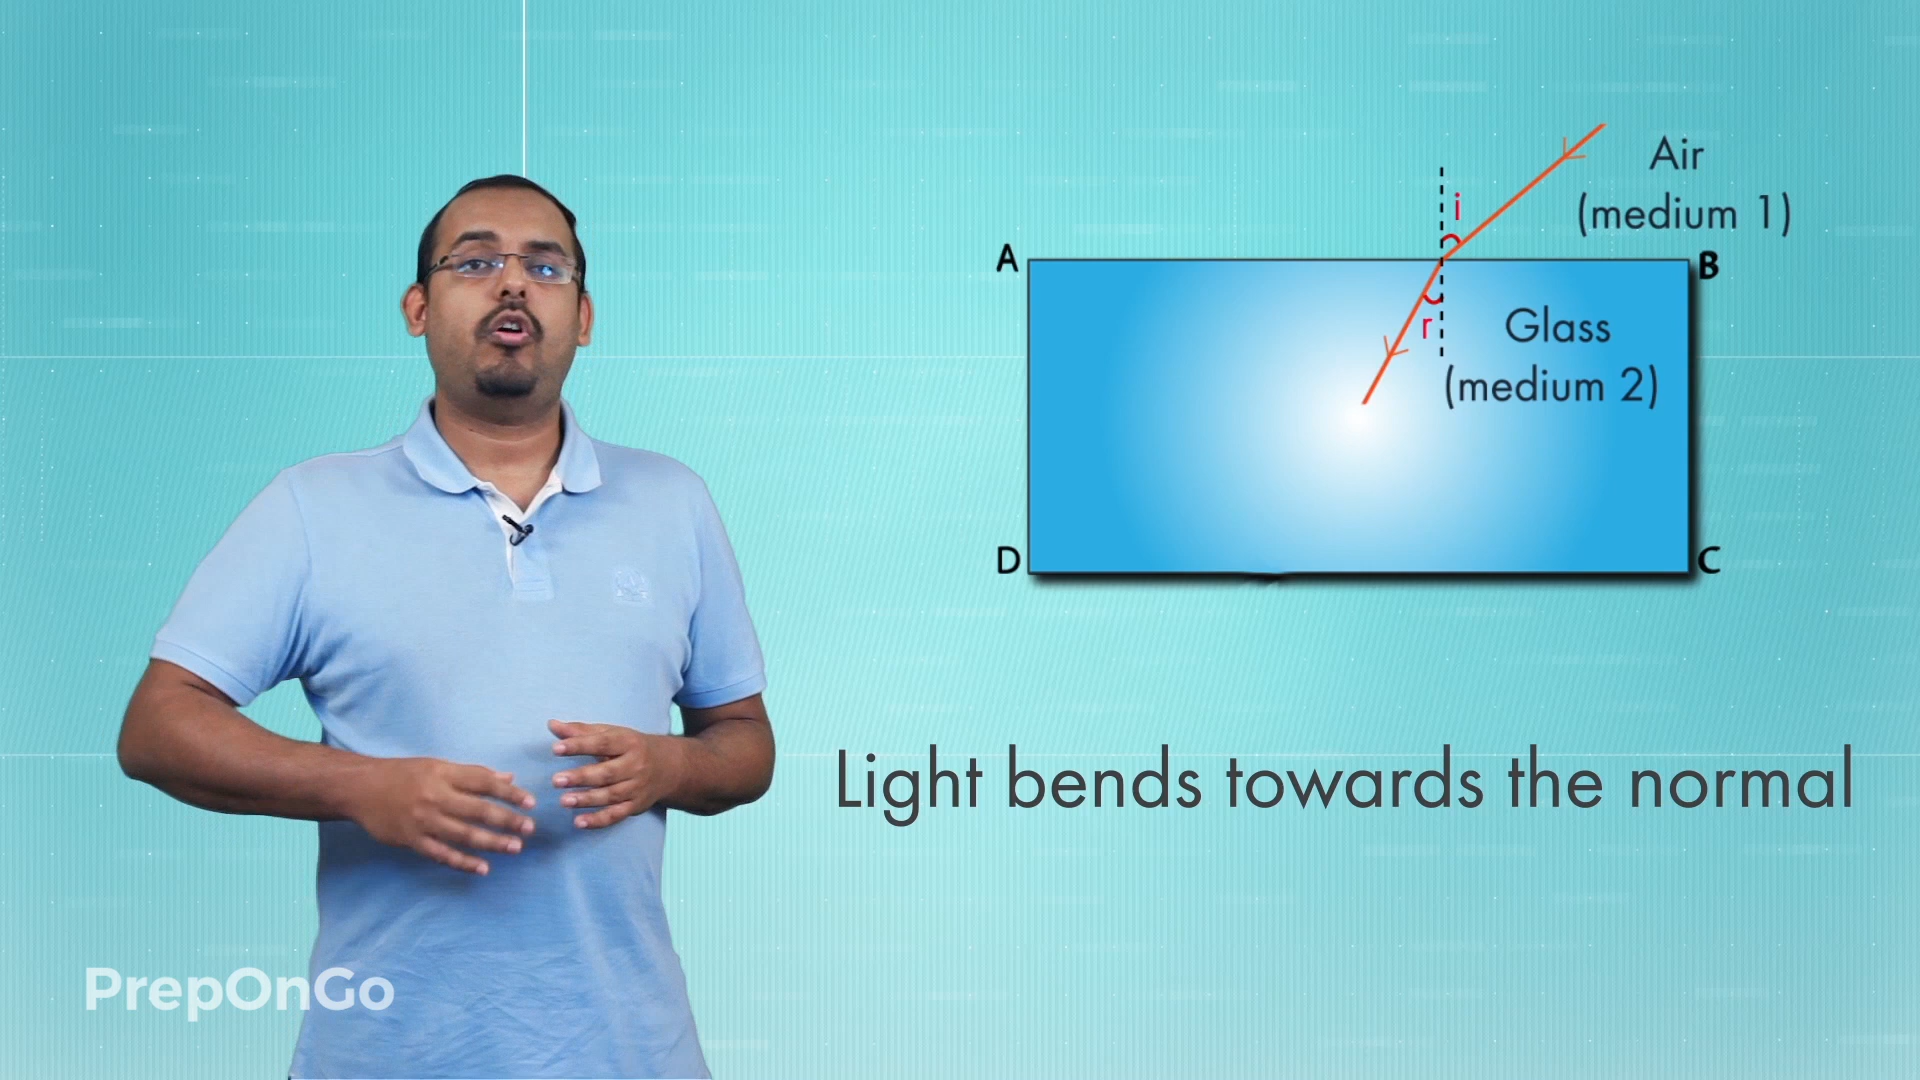 Air
(medium 1)
i
A
B
Glass
r
(medium 2)
D
C
Light bends towards the normal
PrepOnGo